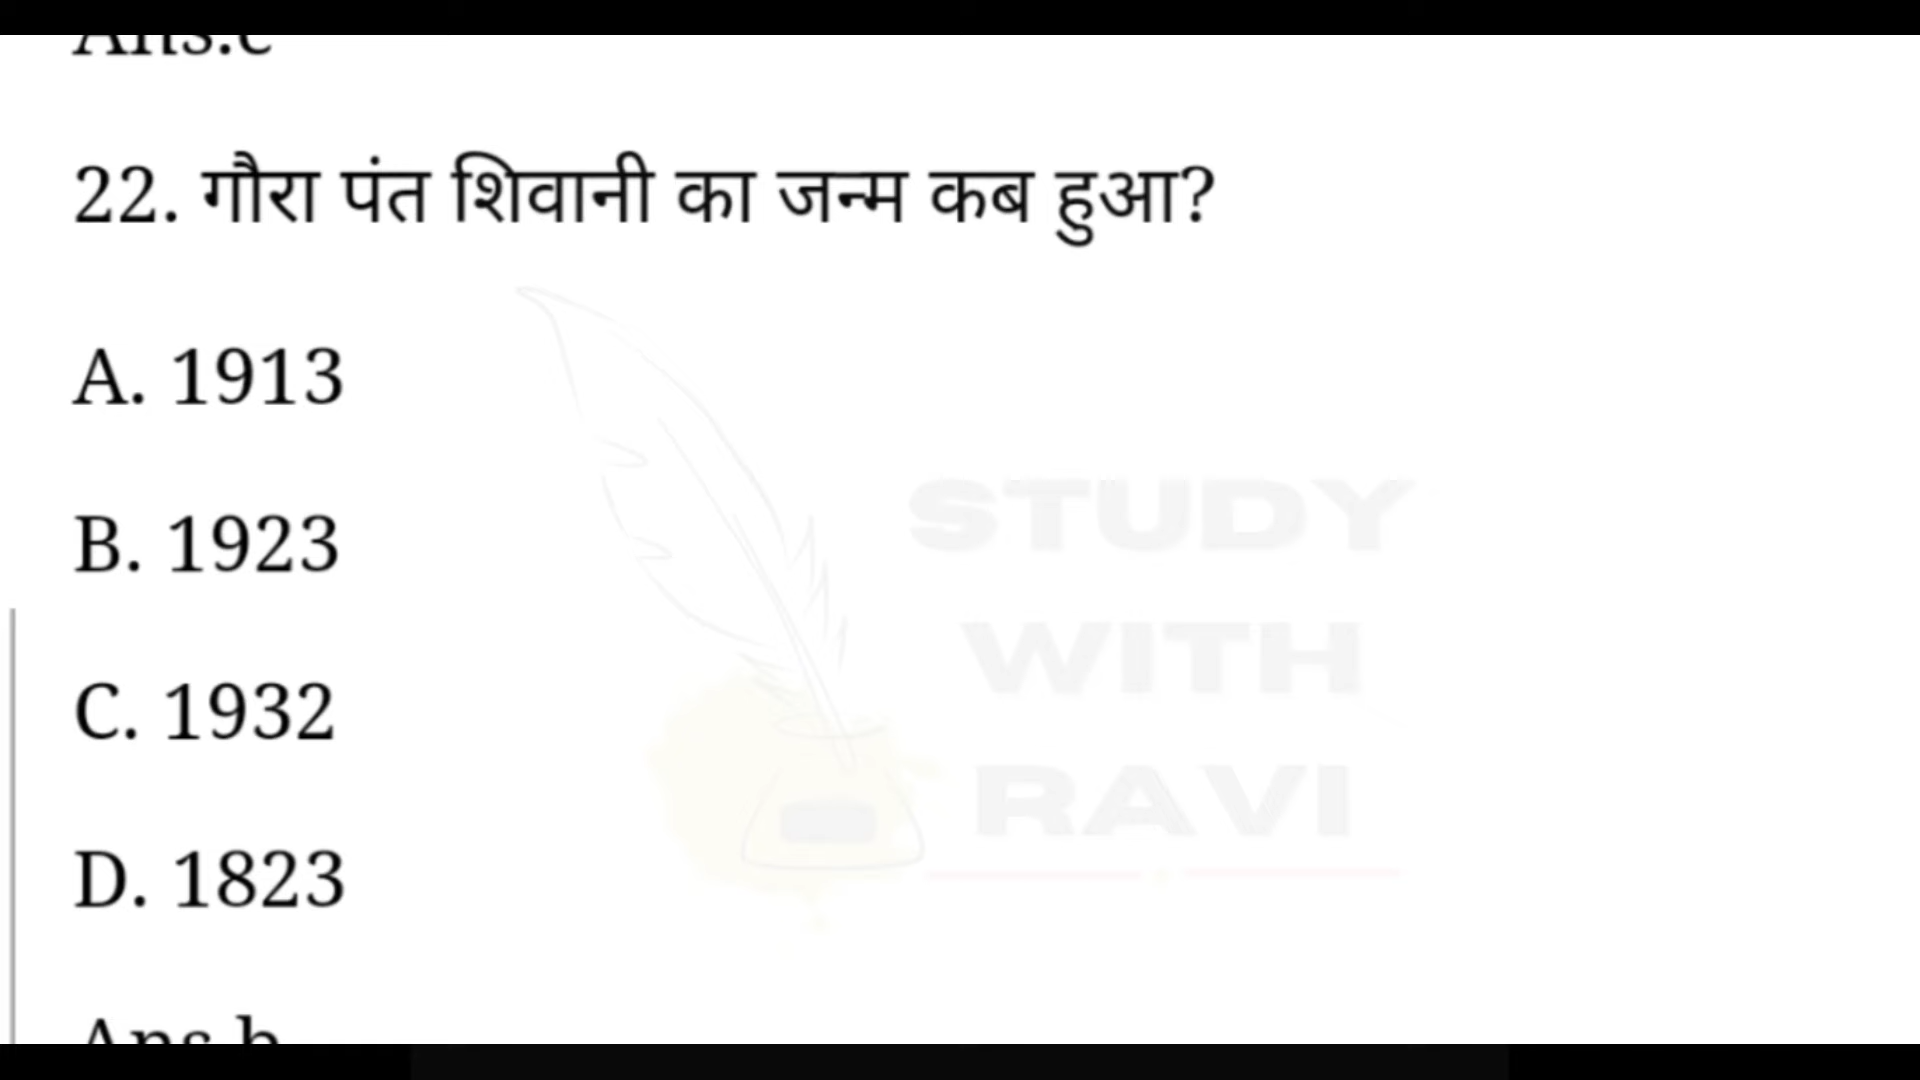 Ans.c
22. गौरा पंत शिवानी का जन्म कब हुआ?
A. 1913
B. 1923
C. 1932
D. 1823
Ans.b
STUDY
WITH
RAVI